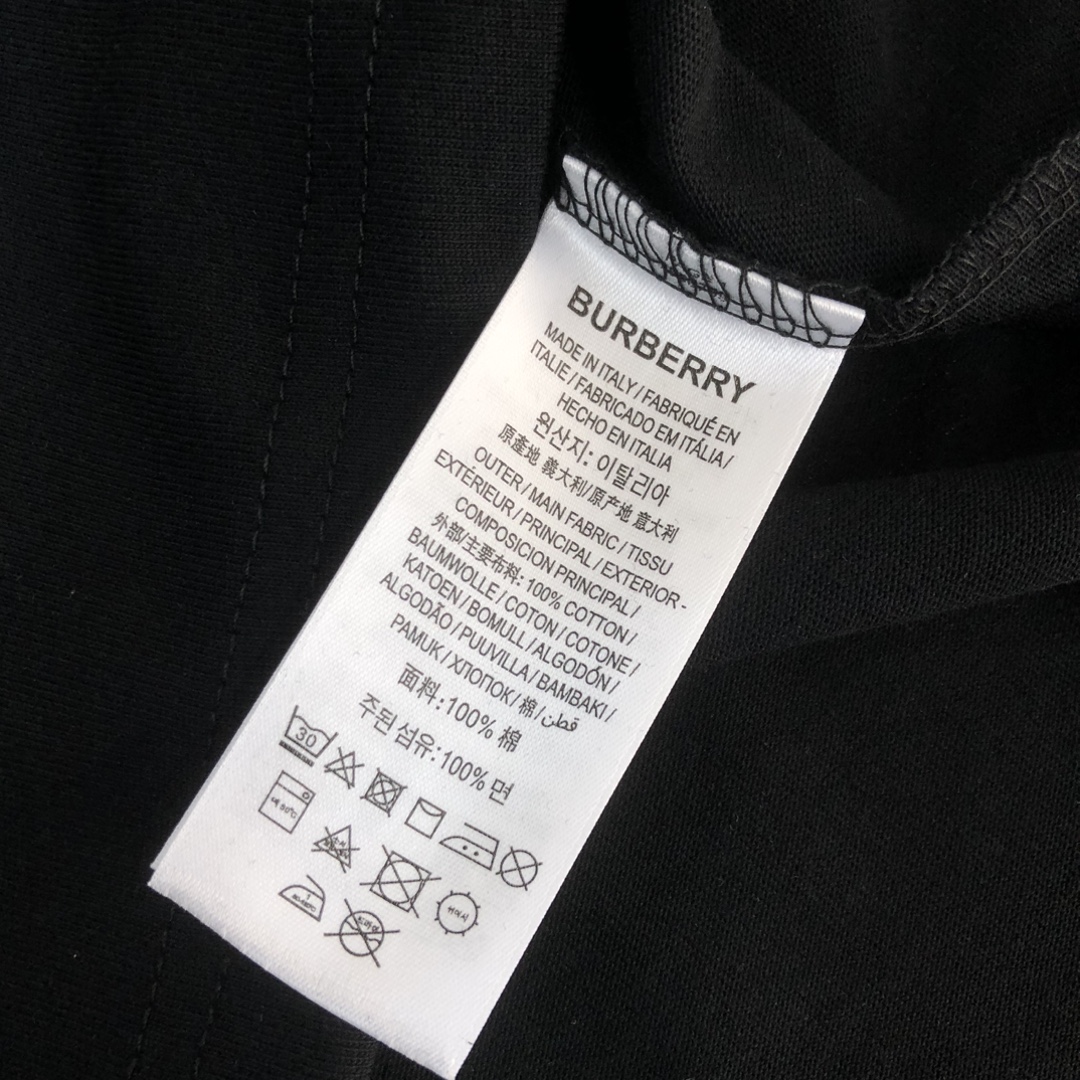 BURBERRY
MADE IN ITALY / FABRIQUÉ EN
ITALIE / FABRICADO EM ITÁLIA /
HECHO EN ITALIA
원산지: 이탈리아
原產地 義大利/原产地 意大利
OUTER / MAIN FABRIC / TISSU
EXTÉRIEUR / PRINCIPAL / EXTERIOR -
COMPOSICION PRINCIPAL /
外部/主要布料: 100% COTTON /
BAUMWOLLE / COTON / COTONE /
KATOEN / BOMULL / ALGODÓN /
ALGODÃO / PUUVILLA / BAMBAKI /
PAMUK / ХЛОПОК / 棉 / قطن
面料:100% 棉
주된 섬유:100% 면
30